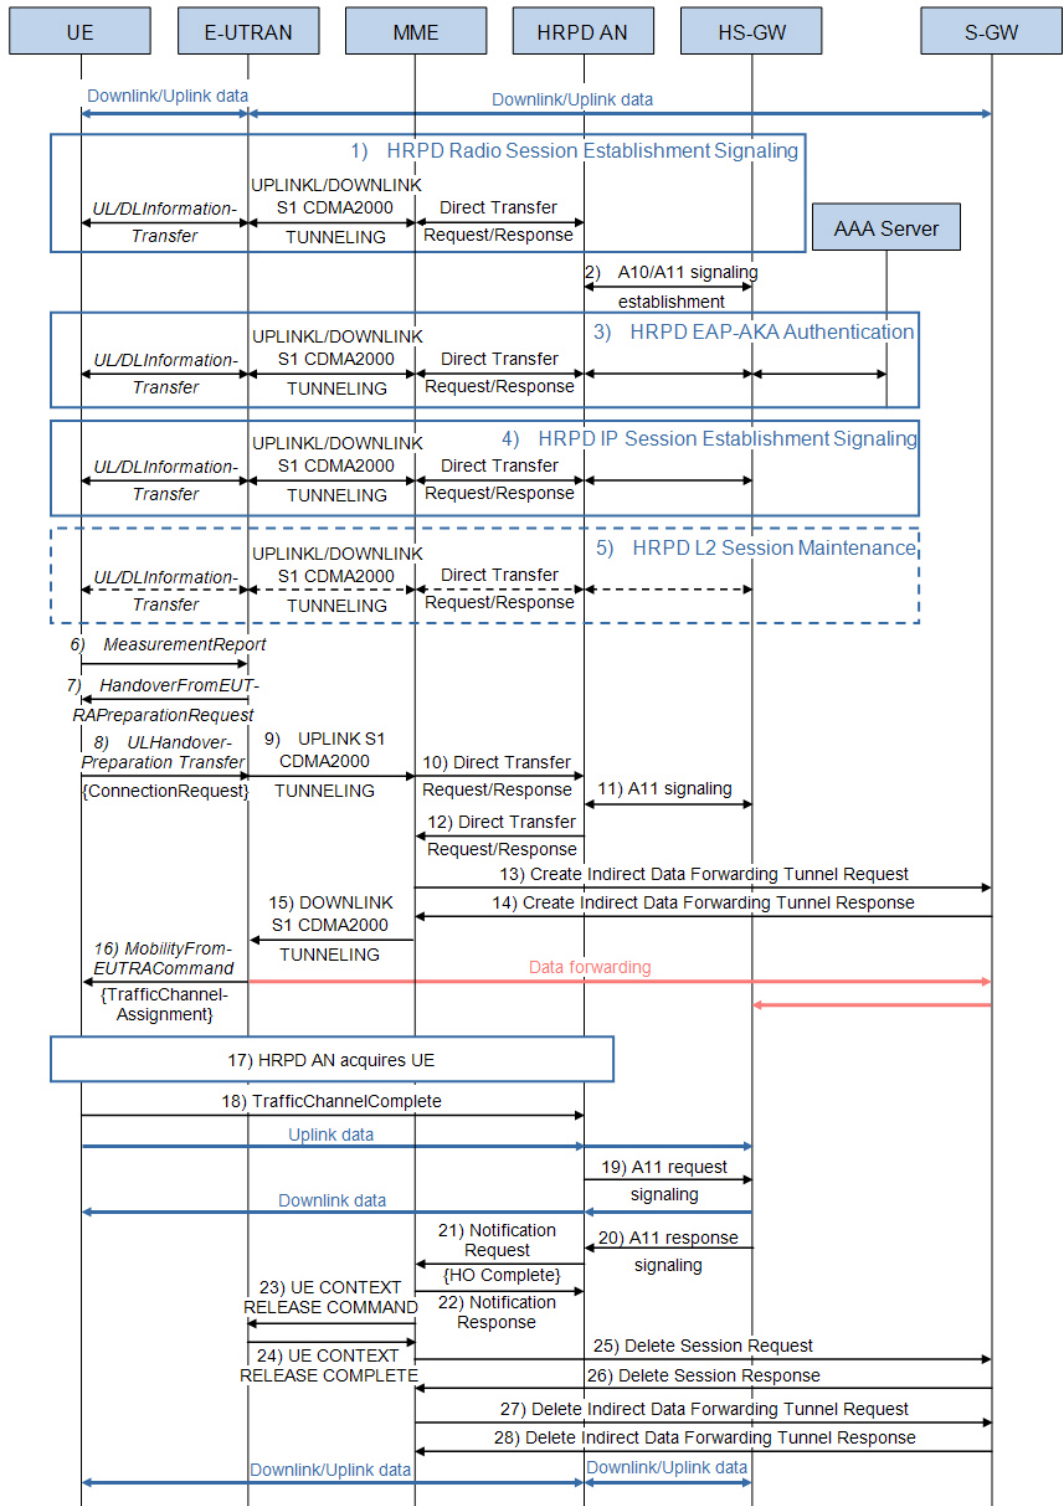 UE
E-UTRAN
MME
HRPD AN
HS-GW
S-GW
Downlink/Uplink data
Downlink/Uplink data
1) HRPD Radio Session Establishment Signaling
UPLINKL/DOWNLINK
UL/DLInformation-
S1 CDMA2000
Direct Transfer
Transfer
TUNNELING
Request/Response
AAA Server
2) A10/A11 signaling
establishment
3) HRPD EAP-AKA Authentication
UPLINKL/DOWNLINK
UL/DLInformation-
S1 CDMA2000
Direct Transfer
Transfer
TUNNELING
Request/Response
4) HRPD IP Session Establishment Signaling
UPLINKL/DOWNLINK
UL/DLInformation-
S1 CDMA2000
Direct Transfer
Transfer
TUNNELING
Request/Response
5) HRPD L2 Session Maintenance
UPLINKL/DOWNLINK
UL/DLInformation-
S1 CDMA2000
Direct Transfer
Transfer
TUNNELING
Request/Response
6) MeasurementReport
7) HandoverFromEUT-
RAPreparationRequest
8) ULHandover-
Preparation Transfer
{ConnectionRequest}
9) UPLINK S1
CDMA2000
TUNNELING
10) Direct Transfer
Request/Response
11) A11 signaling
12) Direct Transfer
Request/Response
13) Create Indirect Data Forwarding Tunnel Request
14) Create Indirect Data Forwarding Tunnel Response
15) DOWNLINK
S1 CDMA2000
TUNNELING
16) MobilityFrom-
EUTRACommand
{TrafficChannel-
Assignment}
Data forwarding
17) HRPD AN acquires UE
18) TrafficChannelComplete
Uplink data
19) A11 request
signaling
Downlink data
20) A11 response
signaling
21) Notification
Request
{HO Complete}
22) Notification
Response
23) UE CONTEXT
RELEASE COMMAND
24) UE CONTEXT
RELEASE COMPLETE
25) Delete Session Request
26) Delete Session Response
27) Delete Indirect Data Forwarding Tunnel Request
28) Delete Indirect Data Forwarding Tunnel Response
Downlink/Uplink data
Downlink/Uplink data